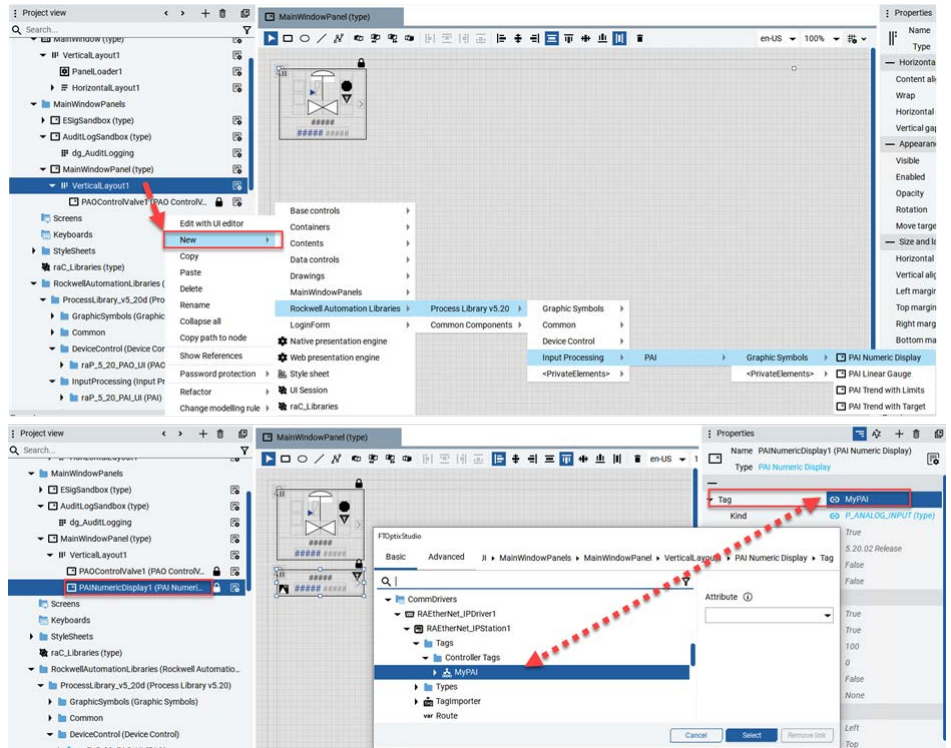 Project view
Search...
MainWindow (type)
VerticalLayout1
PanelLoader1
HorizontalLayout1
MainWindowPanels
ESigSandbox (type)
AuditLogSandbox (type)
dg_AuditLogging
MainWindowPanel (type)
VerticalLayout1
PAOControlValve1 (PAO ControlV...
Screens
Keyboards
StyleSheets
raC_Libraries (type)
RockwellAutomationLibraries (
ProcessLibrary_v5_20d (Pro
GraphicSymbols (Graphic
Common
DeviceControl (Device Cor
raP_5_20_PAO_UI (PAO
InputProcessing (Input Pr
raP_5_20_PAI_UI (PAI)
MainWindowPanel (type)
en-US
100%
#####
##### #####
Edit with UI editor
New
Copy
Paste
Delete
Rename
Collapse all
Copy path to node
Show References
Password protection
Refactor
Change modelling rule
Base controls
Containers
Contents
Data controls
Drawings
MainWindowPanels
Rockwell Automation Libraries
LoginForm
Native presentation engine
Web presentation engine
Style sheet
UI Session
raC_Libraries
Process Library v5.20
Common Components
Graphic Symbols
Common
Device Control
Input Processing
<PrivateElements>
PAI
Graphic Symbols
<PrivateElements>
PAI Numeric Display
PAI Linear Gauge
PAI Trend with Limits
PAI Trend with Target
Properties
Name
Type
Horizonta
Content ali
Wrap
Horizontal
Vertical gap
Appearan
Visible
Enabled
Opacity
Rotation
Move targe
Size and la
Horizontal
Vertical alig
Left margin
Top margin
Right marg
Bottom ma
Project view
Search...
MainWindowPanels
ESigSandbox (type)
AuditLogSandbox (type)
dg_AuditLogging
MainWindowPanel (type)
VerticalLayout1
PAOControlValve1 (PAO ControlV...
PAINumericDisplay1 (PAI Numeri...
Screens
Keyboards
StyleSheets
raC_Libraries (type)
RockwellAutomationLibraries (Rockwell Automatio...
ProcessLibrary_v5_20d (Process Library v5.20)
GraphicSymbols (Graphic Symbols)
Common
DeviceControl (Device Control)
MainWindowPanel (type)
en-US
1
#####
##### #####
#####
##### #####
FTOptixStudio
Basic
Advanced
JI ▸ MainWindowPanels ▸ MainWindowPanel ▸ VerticalLayout1 ▸ PAI Numeric Display ▸ Tag
CommDrivers
RAEtherNet_IPDriver1
RAEtherNet_IPStation1
Tags
Controller Tags
MyPAI
Types
TagImporter
var Route
Attribute
Cancel
Select
Remove link
Properties
Name PAINumericDisplay1 (PAI Numeric Display)
Type PAI Numeric Display
Tag MyPAI
Kind P_ANALOG_INPUT (type)
True
5.20.02 Release
False
False
True
True
100
0
False
None
Left
Top